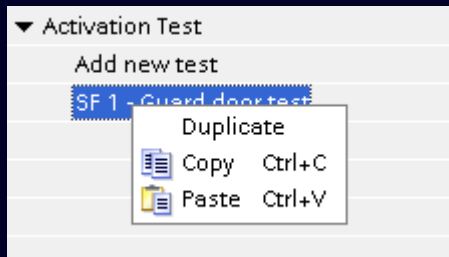 Activation Test
Add new test
SF 1 - Guard door test
Duplicate
Copy Ctrl+C
Paste Ctrl+V